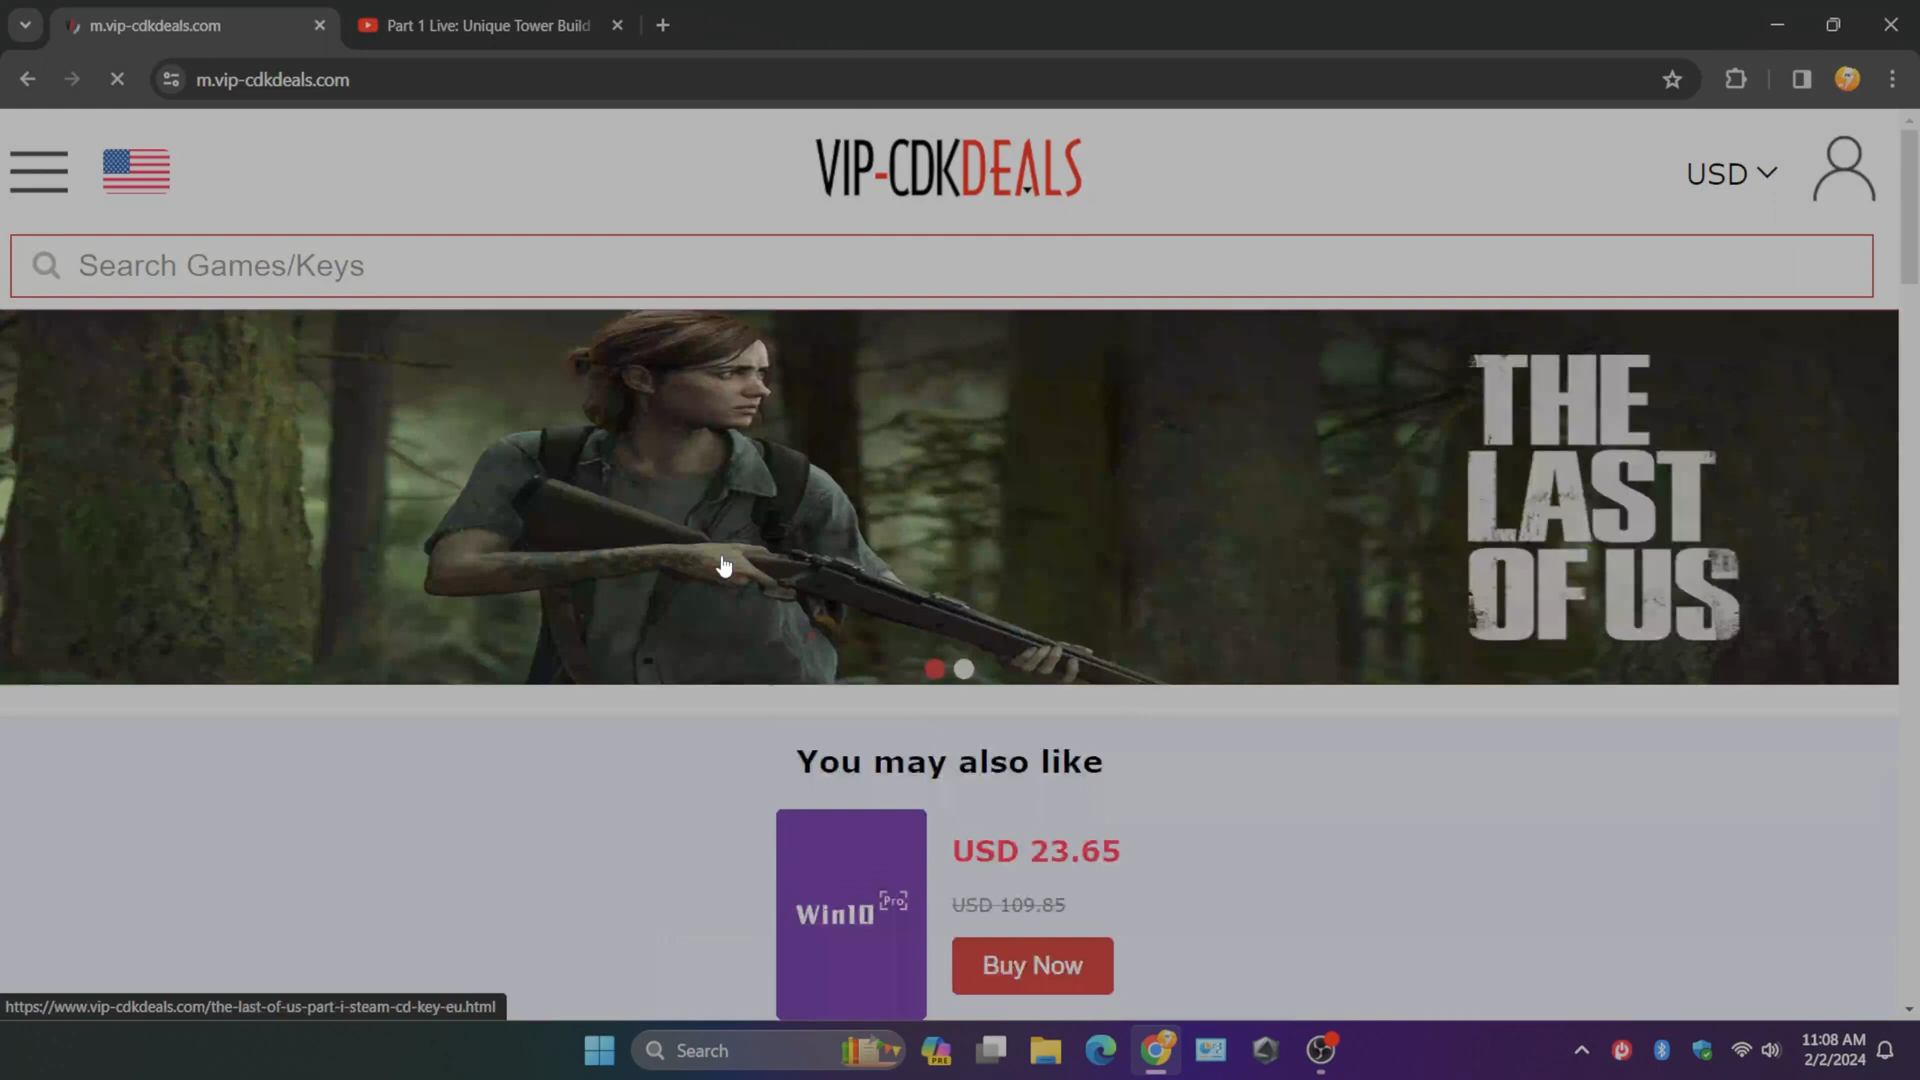 m.vip-cdkdeals.com
Part 1 Live: Unique Tower Build
m.vip-cdkdeals.com
VIP-CDKDEALS
USD
Search Games/Keys
THE
LAST
OF US
You may also like
Win10 [Pro]
USD 23.65
USD 109.85
Buy Now
https://www.vip-cdkdeals.com/the-last-of-us-part-i-steam-cd-key-eu.html
Search
PRE
11:08 AM
2/2/2024